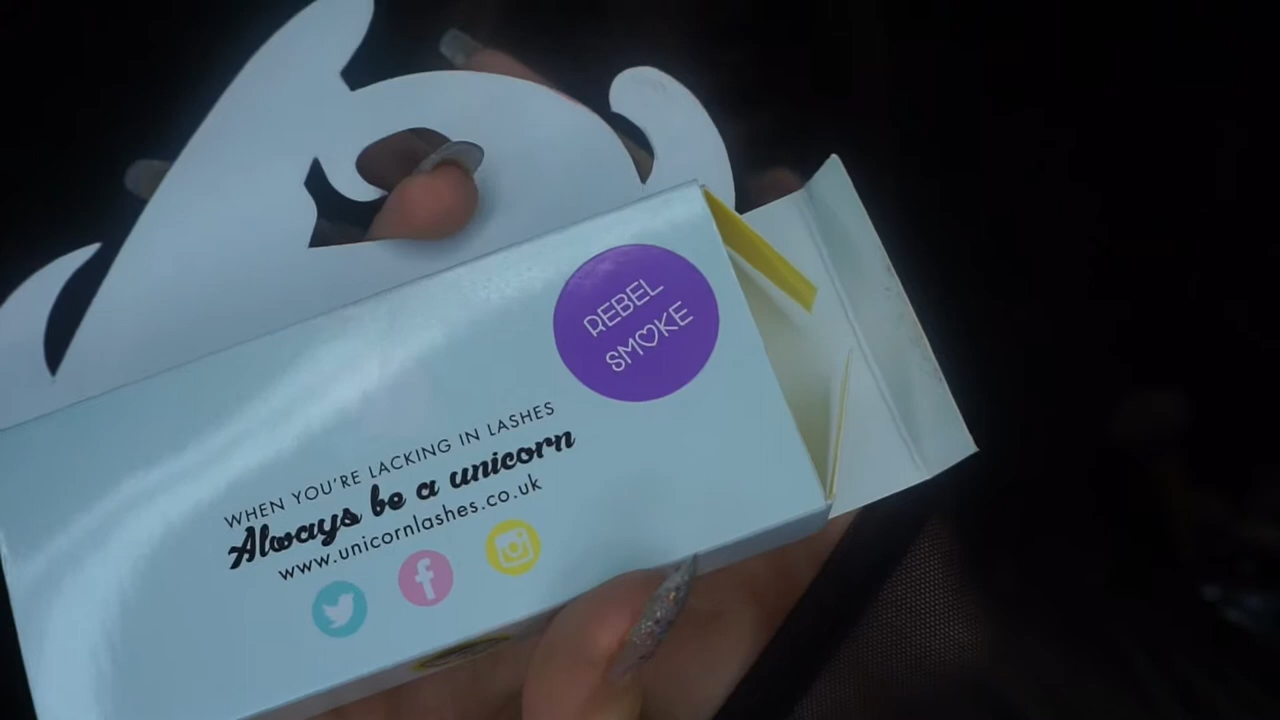 REBEL
SMOKE
WHEN YOU'RE LACKING IN LASHES
Always be a unicorn
www.unicornlashes.co.uk